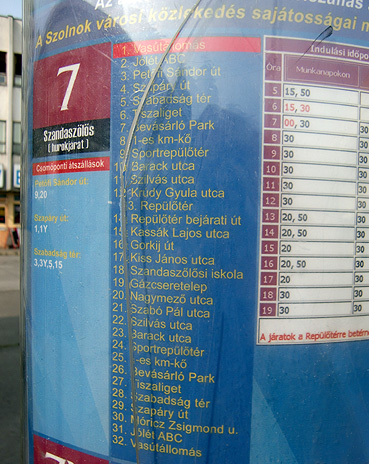 A Szolnok városi közlekedés sajátosságai
7
Szandaszőlős
(hurokjárat)
Csomóponti átszállások
Petőfi Sándor út:
9,20
Szapáry út:
1,1Y
Szabadság tér:
3,3Y,5,15
1. Vasútállomás
2. Jólét ABC
3. Petőfi Sándor út
4. Szapáry út
5. Szabadság tér
6. Tiszaliget
7. Bevásárló Park
8. 1-es km-kő
9. Sportrepülőtér
10. Barack utca
11. Szilvás utca
12. Krúdy Gyula utca
13. Repülőtér
14. Repülőtér bejárati út
15. Kassák Lajos utca
16. Gorkij út
17. Kiss János utca
18. Szandaszőlősi iskola
19. Gázcseretelep
20. Nagymező utca
21. Szabó Pál utca
22. Szilvás utca
23. Barack utca
24. Sportrepülőtér
25. 1-es km-kő
26. Bevásárló Park
27. Tiszaliget
28. Szabadság tér
29. Szapáry út
30. Móricz Zsigmond u.
31. Jólét ABC
32. Vasútállomás
Indulási időpo
Óra Munkanapokon
5 15, 50
6 15, 30
7 00, 30 30
8 30
9 30
10 30
11 30
12 30
13 20, 50 30
14 20, 50 30
15 20 30
16 20, 50 30
17 30 30
18 30 30
19 30 30
A járatok a Repülőtérre betérn